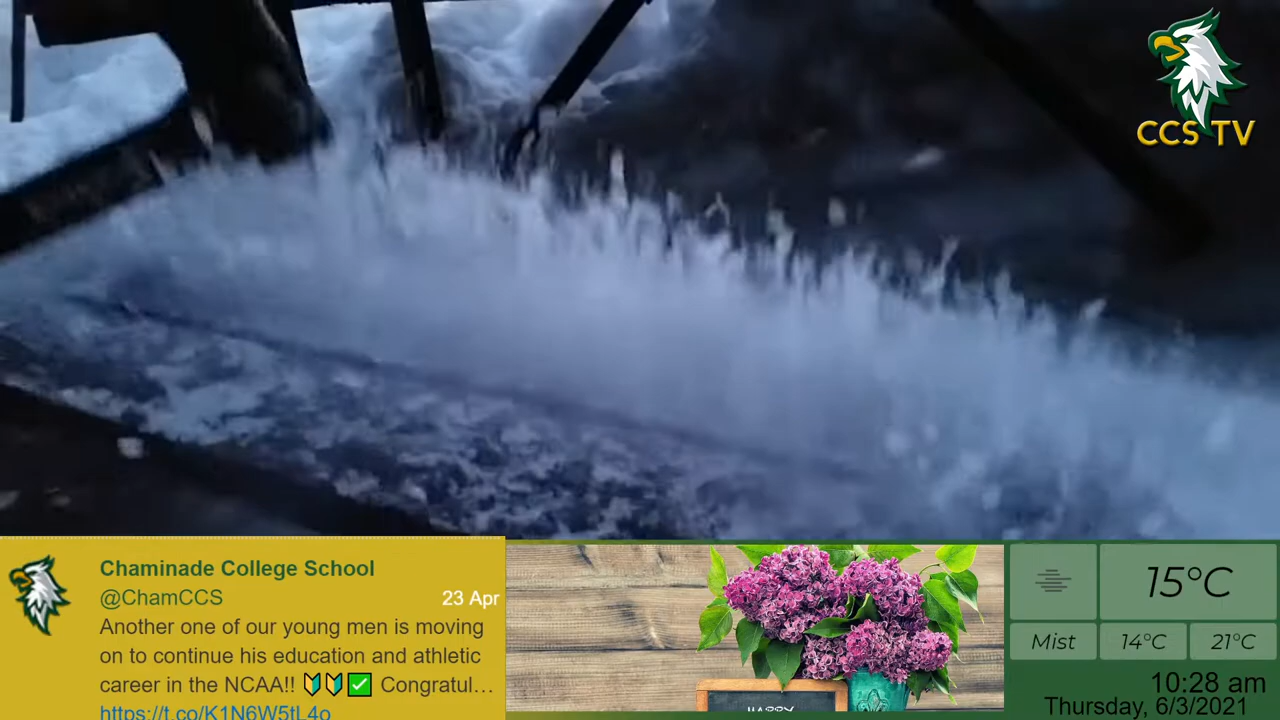 CCS TV
Chaminade College School
@ChamCCS
23 Apr
Another one of our young men is moving
on to continue his education and athletic
career in the NCAA!! 🔰🔰✅ Congratul...
https://t.co/K1N6W5tL4o
HAPPY
15°C
Mist
14°C
21°C
10:28 am
Thursday, 6/3/2021